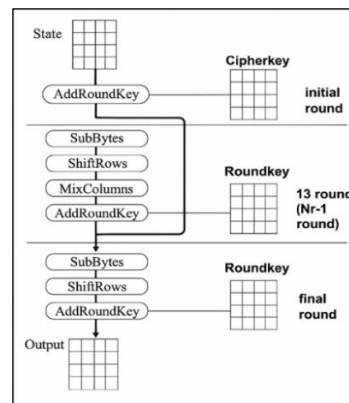 State
Cipherkey
AddRoundKey
initial
round
SubBytes
ShiftRows
MixColumns
AddRoundKey
Roundkey
13 round
(Nr-1
round)
SubBytes
ShiftRows
AddRoundKey
Roundkey
final
round
Output